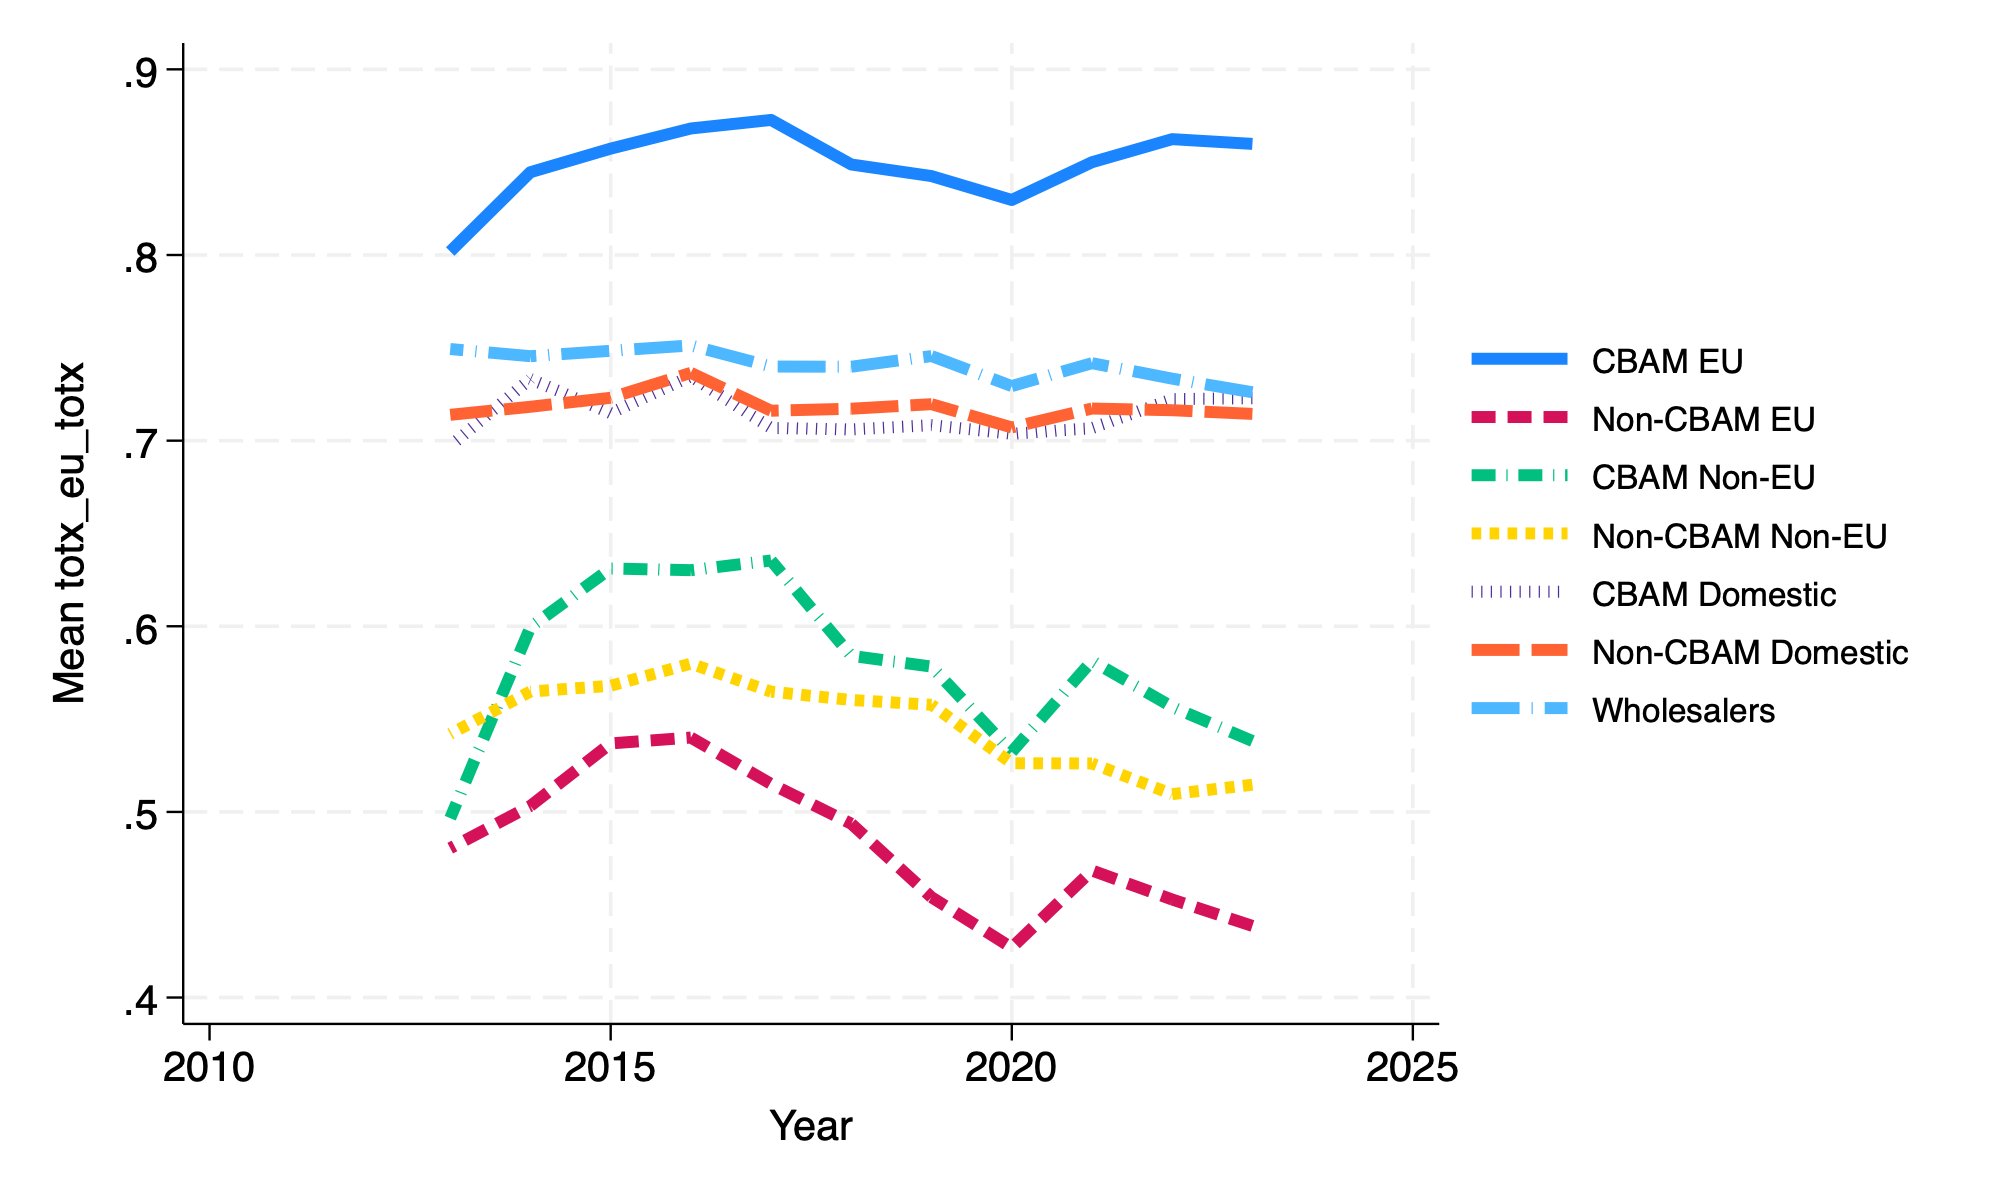 .9
.8
.7
.6
.5
.4
Mean totx_eu_totx
2010 2015 2020 2025
Year
CBAM EU
Non-CBAM EU
CBAM Non-EU
Non-CBAM Non-EU
CBAM Domestic
Non-CBAM Domestic
Wholesalers